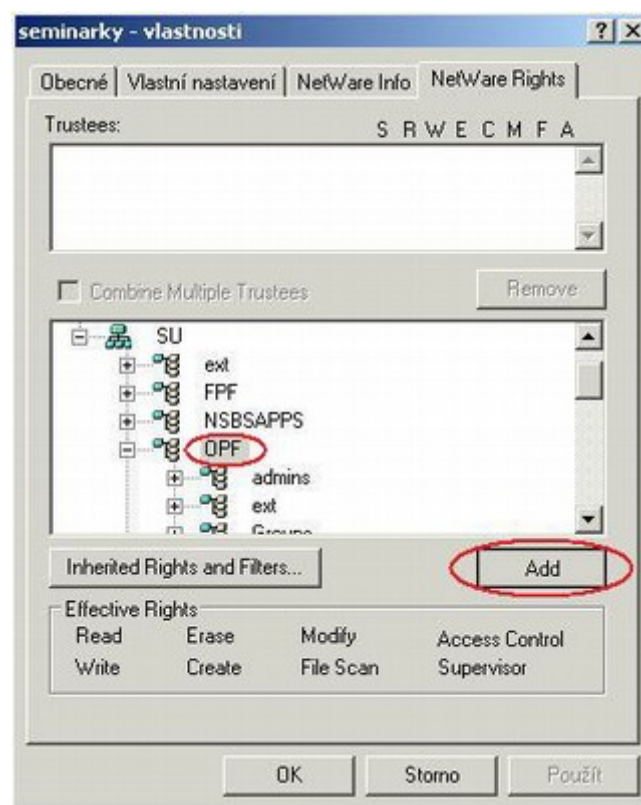 seminarky - vlastnosti
Obecné Vlastní nastavení NetWare Info NetWare Rights
Trustees: S R W E C M F A
Combine Multiple Trustees Remove
SU
ext
FPF
NSBSAPPS
OPF
admins
ext
Groups
Inherited Rights and Filters... Add
Effective Rights
Read Erase Modify Access Control
Write Create File Scan Supervisor
OK Storno Použít